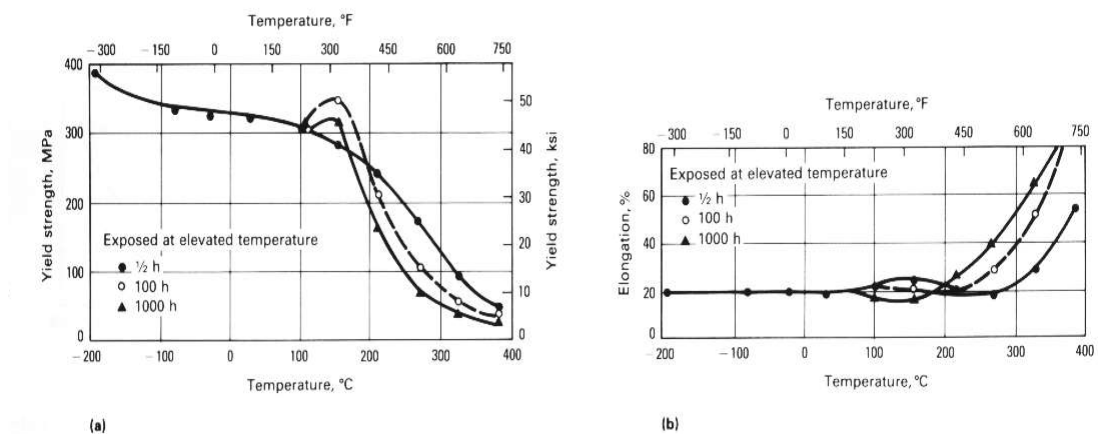 Temperature, °F
−300 −150 0 150 300 450 600 750
400
300
200
100
0
Yield strength, MPa
50
40
30
20
10
0
Yield strength, ksi
Exposed at elevated temperature
½ h
100 h
1000 h
−200 −100 0 100 200 300 400
Temperature, °C
(a)
Temperature, °F
−300 −150 0 150 300 450 600 750
80
60
40
20
0
Elongation, %
Exposed at elevated temperature
½ h
100 h
1000 h
−200 −100 0 100 200 300 400
Temperature, °C
(b)